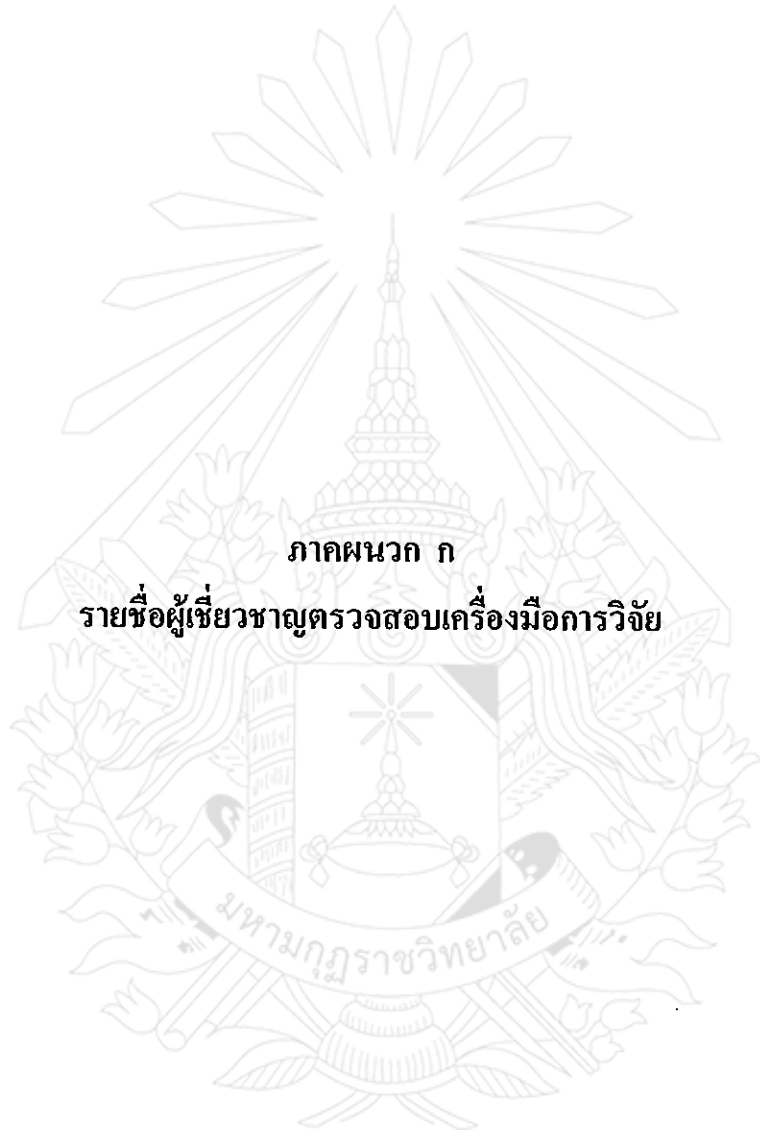 ภาคผนวก ก
รายชื่อผู้เชี่ยวชาญตรวจสอบเครื่องมือการวิจัย
มหามกุฏราชวิทยาลัย